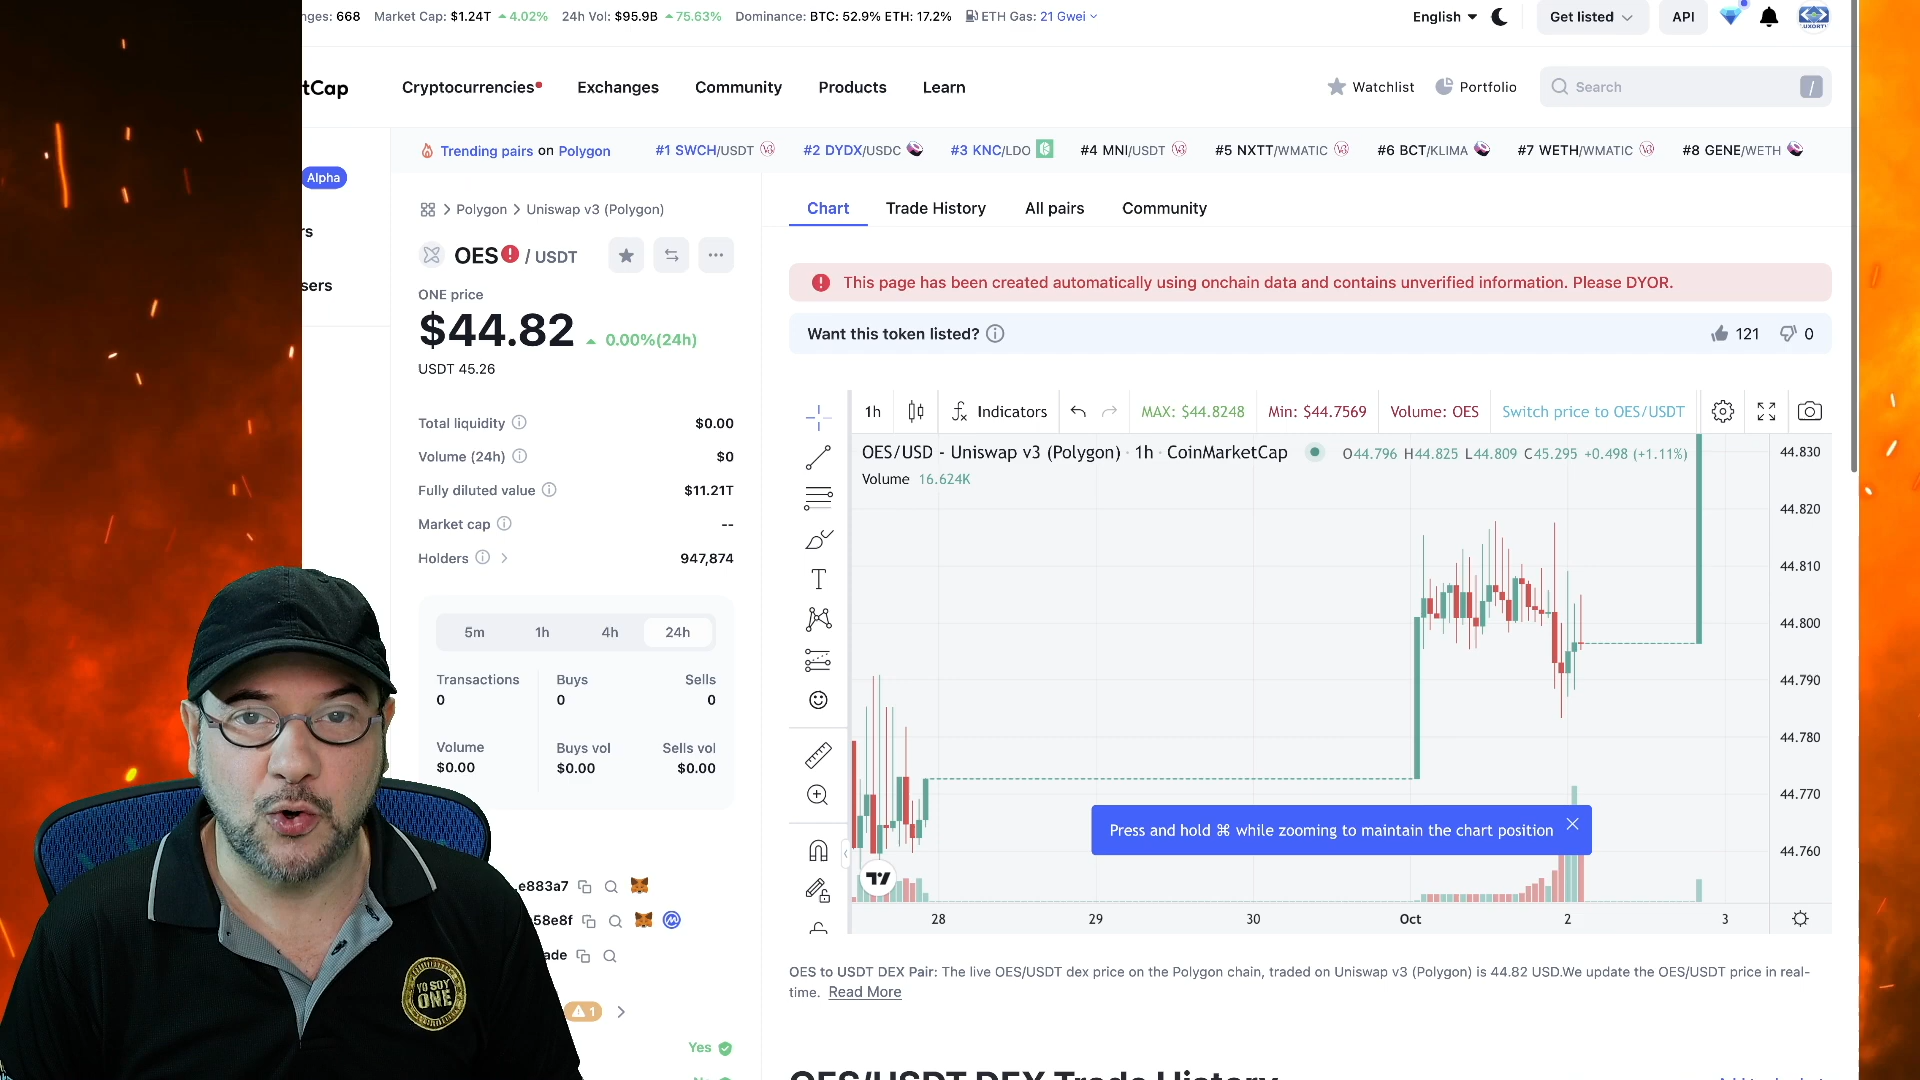 nges: 668 Market Cap: $1.24T 4.02% 24h Vol: $95.9B 75.63% Dominance: BTC: 52.9% ETH: 17.2% ETH Gas: 21 Gwei English Get listed API
tCap Cryptocurrencies Exchanges Community Products Learn Watchlist Portfolio Search /
Trending pairs on Polygon #1 SWCH/USDT #2 DYDX/USDC #3 KNC/LDO #4 MNI/USDT #5 NXTT/WMATIC #6 BCT/KLIMA #7 WETH/WMATIC #8 GENE/WETH
Alpha
rs
sers
Polygon > Uniswap v3 (Polygon)
OES / USDT
ONE price
$44.82 0.00%(24h)
USDT 45.26
Total liquidity $0.00
Volume (24h) $0
Fully diluted value $11.21T
Market cap --
Holders 947,874
5m 1h 4h 24h
Transactions Buys Sells
0 0 0
Volume Buys vol Sells vol
$0.00 $0.00 $0.00
e883a7
58e8f
ade
1
Yes
YO SOY
ONE
Chart Trade History All pairs Community
This page has been created automatically using onchain data and contains unverified information. Please DYOR.
Want this token listed? 121 0
1h Indicators MAX: $44.8248 Min: $44.7569 Volume: OES Switch price to OES/USDT
OES/USD - Uniswap v3 (Polygon) · 1h · CoinMarketCap O44.796 H44.825 L44.809 C45.295 +0.498 (+1.11%)
Volume 16.624K
44.830
44.820
44.810
44.800
44.790
44.780
44.770
44.760
Press and hold ⌘ while zooming to maintain the chart position
28 29 30 Oct 2 3
OES to USDT DEX Pair: The live OES/USDT dex price on the Polygon chain, traded on Uniswap v3 (Polygon) is 44.82 USD.We update the OES/USDT price in real-
time. Read More
OES/USDT DEX Trade History